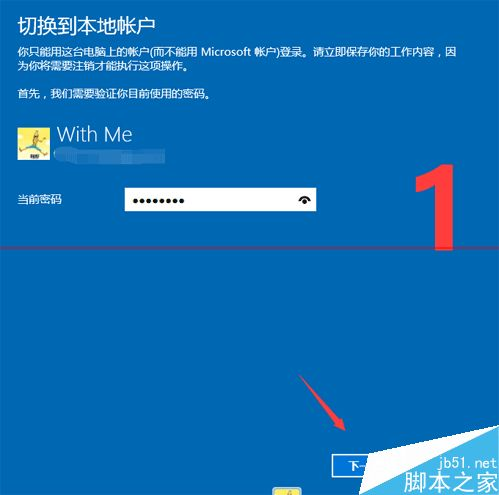 切换到本地帐户
你只能用这台电脑上的帐户(而不能用 Microsoft 帐户)登录。请立即保存你的工作内容，因
为你将需要注销才能执行这项操作。
首先，我们需要验证你目前使用的密码。
With Me
当前密码
1
下一
jb51.net
脚本之家